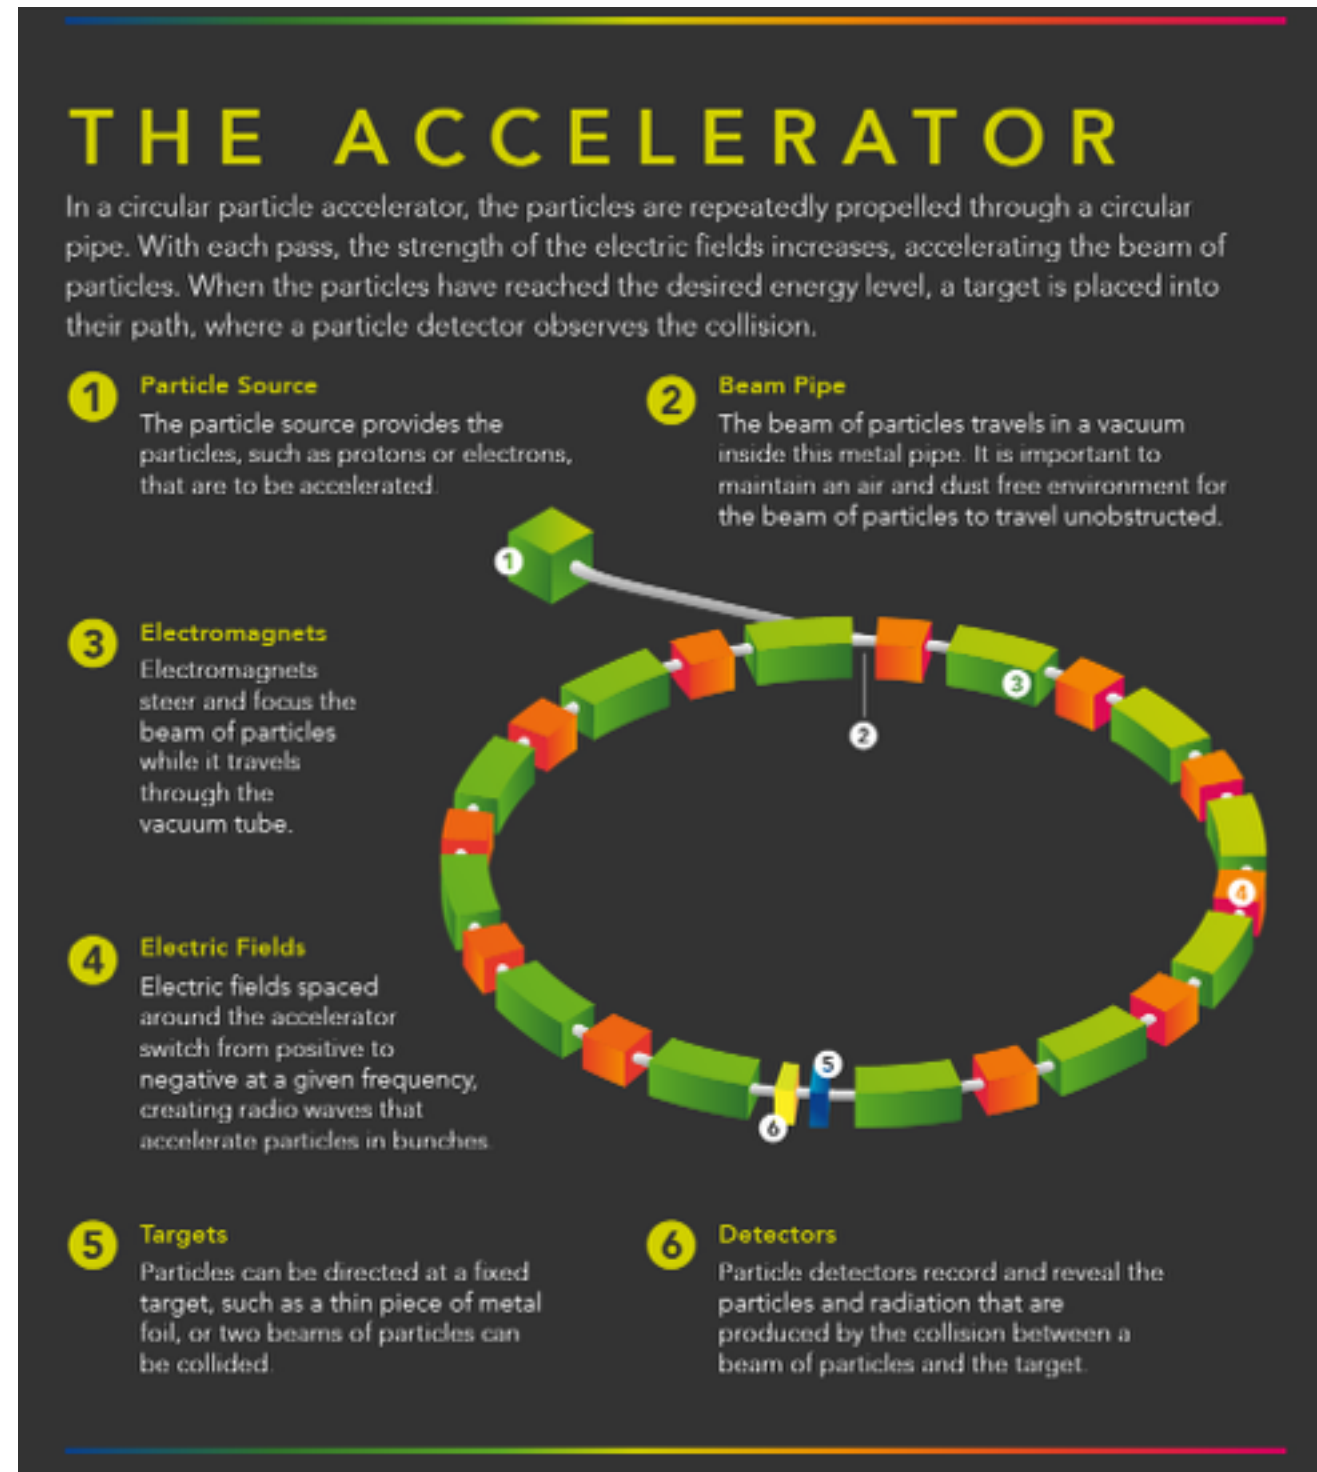 THE ACCELERATOR
In a circular particle accelerator, the particles are repeatedly propelled through a circular
pipe. With each pass, the strength of the electric fields increases, accelerating the beam of
particles. When the particles have reached the desired energy level, a target is placed into
their path, where a particle detector observes the collision.
1
Particle Source
The particle source provides the
particles, such as protons or electrons,
that are to be accelerated.
2
Beam Pipe
The beam of particles travels in a vacuum
inside this metal pipe. It is important to
maintain an air and dust free environment for
the beam of particles to travel unobstructed.
1
3
Electromagnets
Electromagnets
steer and focus the
beam of particles
while it travels
through the
vacuum tube.
3
2
4
4
Electric Fields
Electric fields spaced
around the accelerator
switch from positive to
negative at a given frequency,
creating radio waves that
accelerate particles in bunches.
5
6
5
Targets
Particles can be directed at a fixed
target, such as a thin piece of metal
foil, or two beams of particles can
be collided.
6
Detectors
Particle detectors record and reveal the
particles and radiation that are
produced by the collision between a
beam of particles and the target.